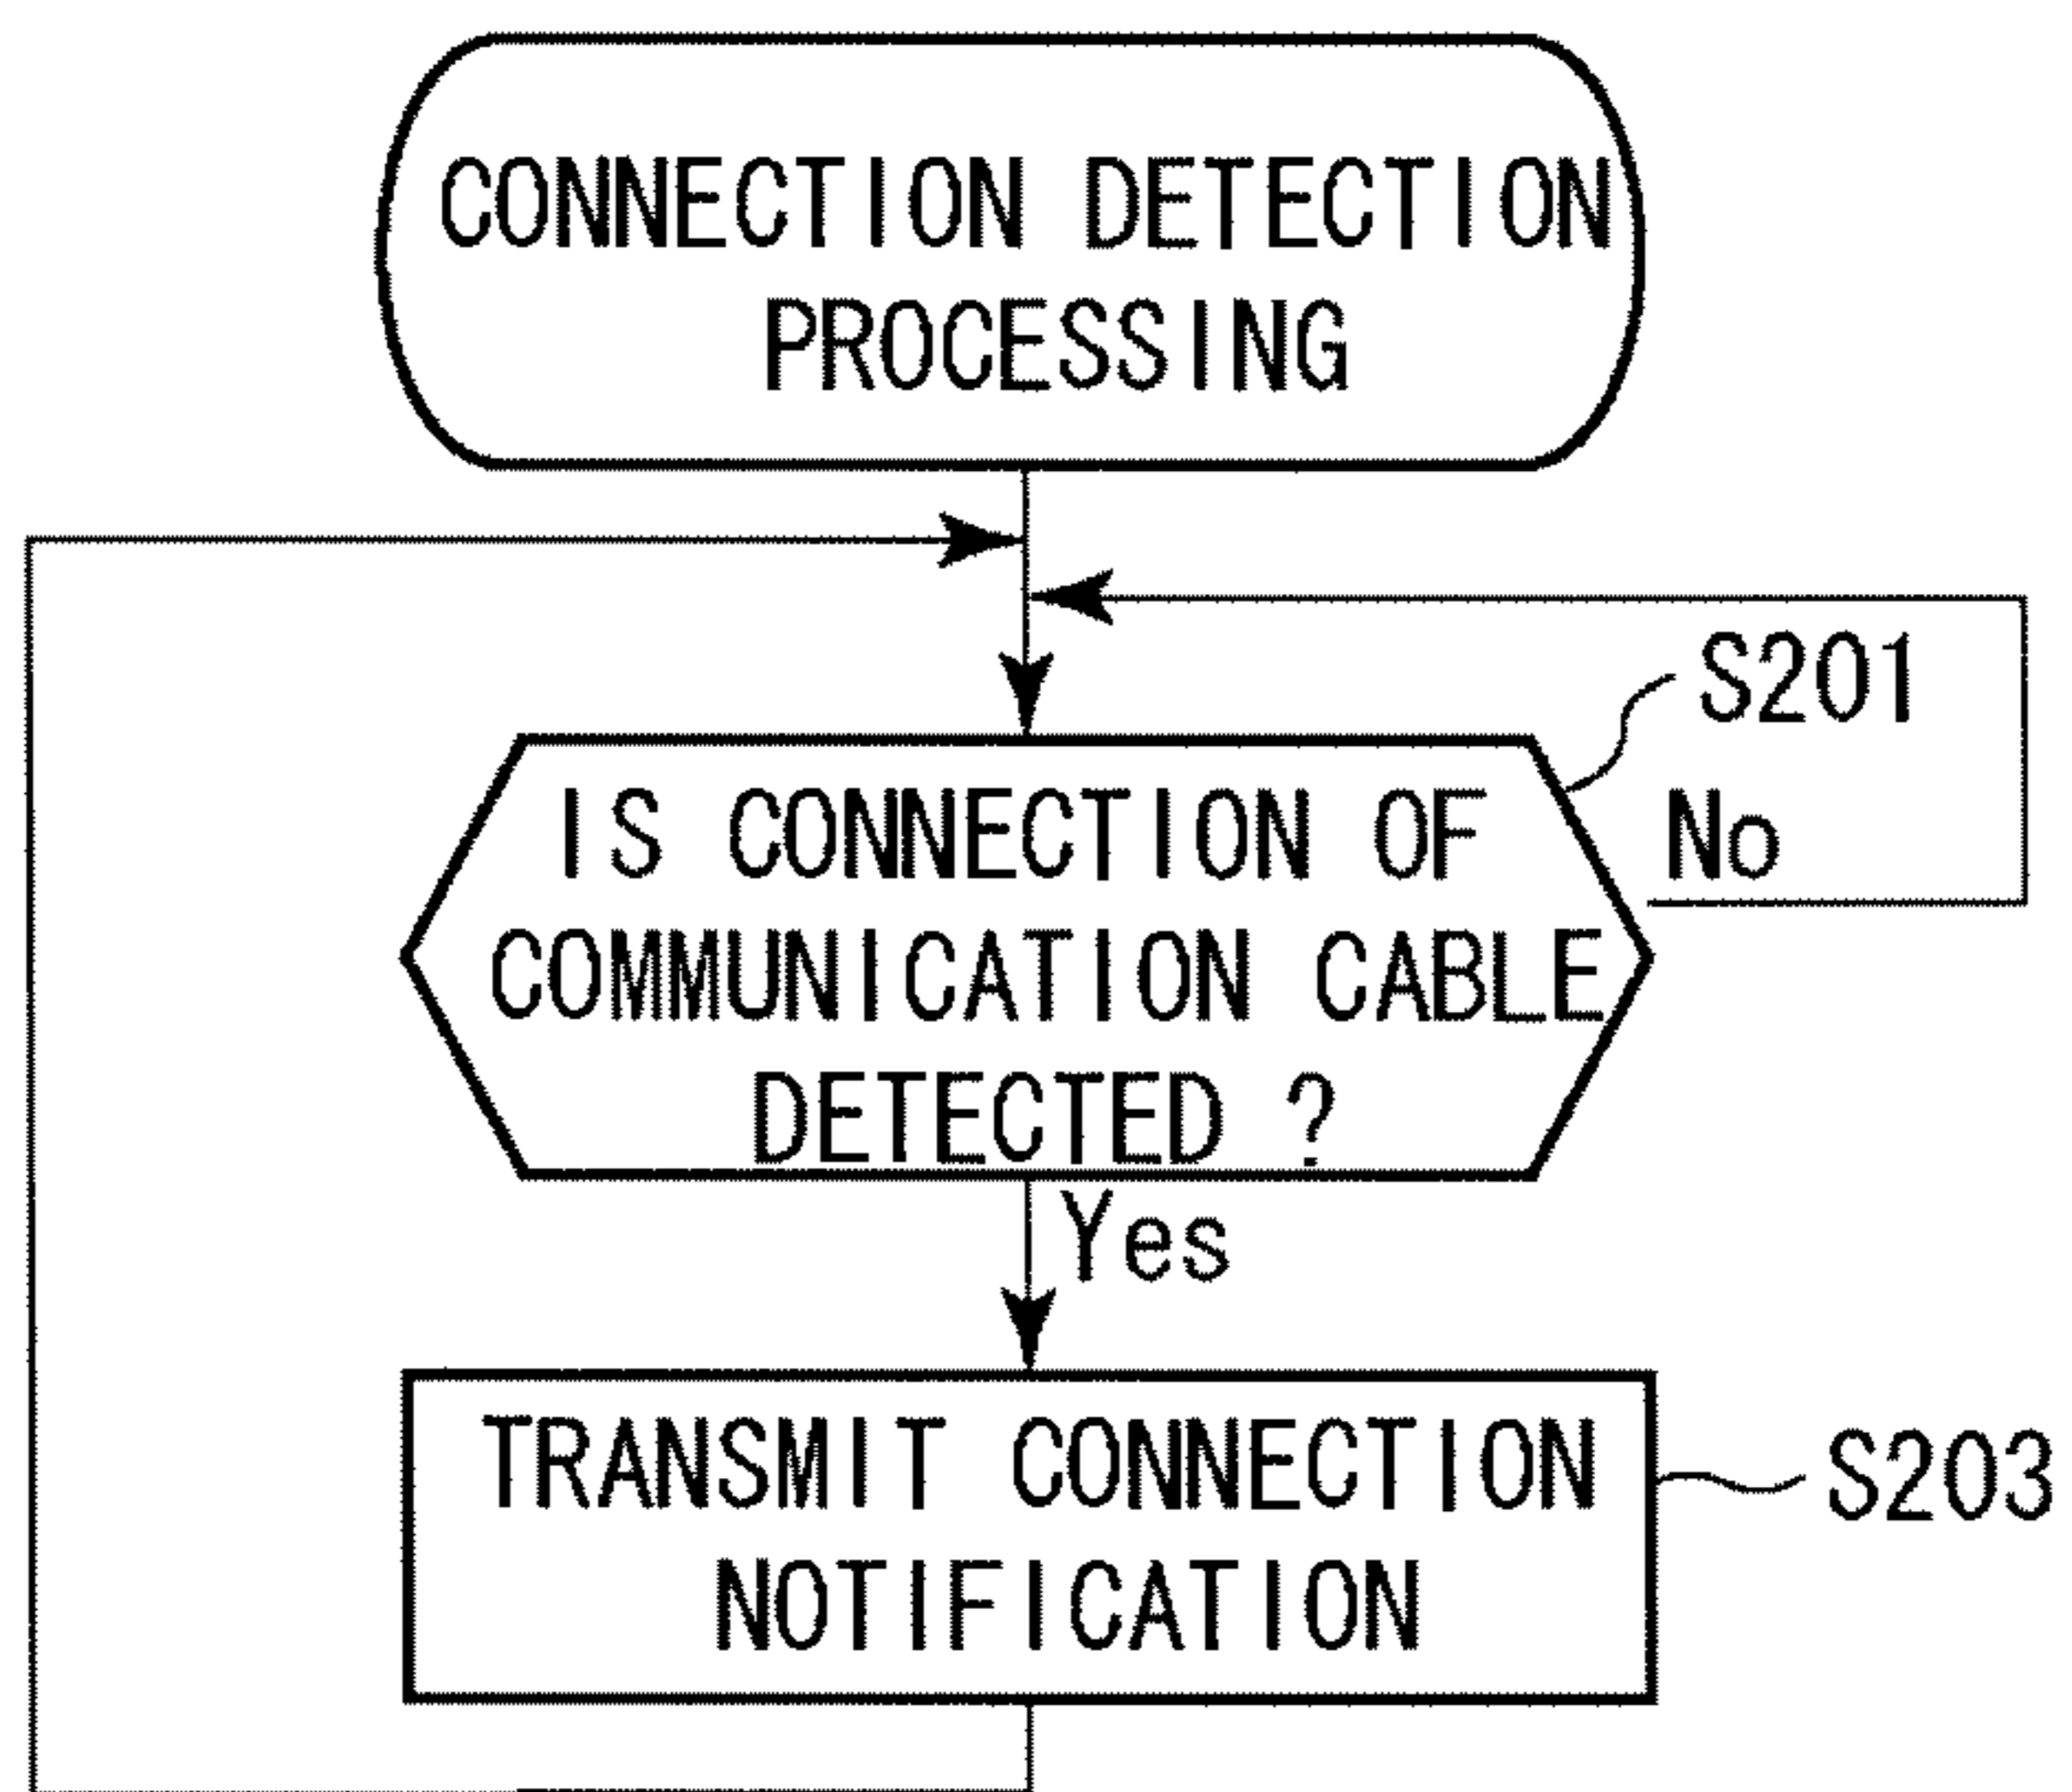 CONNECTION DETECTION
PROCESSING
S201
IS CONNECTION OF
No
COMMUNICATION CABLE
DETECTED ?
Yes
TRANSMIT CONNECTION
S203
NOTIFICATION